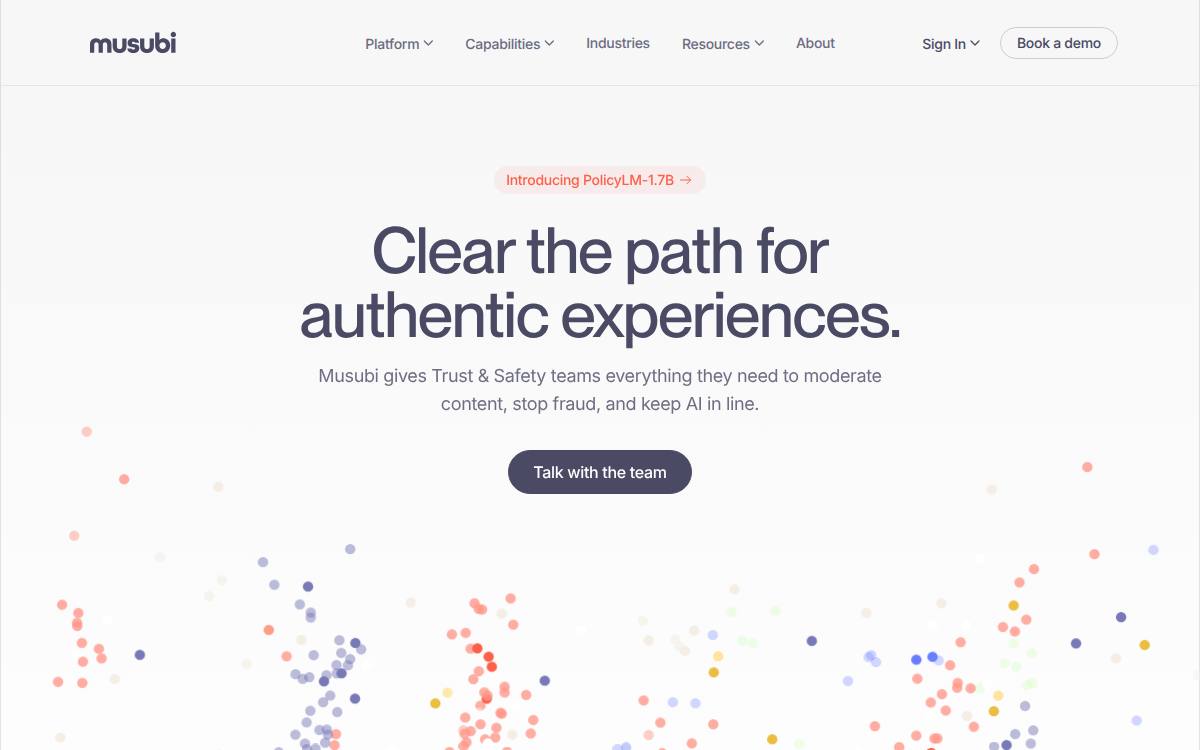 musubi
Platform
Capabilities
Industries
Resources
About
Sign In
Book a demo
Introducing PolicyLM-1.7B →
Clear the path for
authentic experiences.
Musubi gives Trust & Safety teams everything they need to moderate
content, stop fraud, and keep AI in line.
Talk with the team